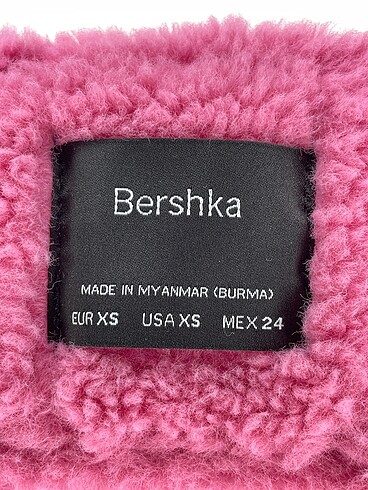 Bershka
MADE IN MYANMAR (BURMA)
EUR XS USA XS MEX 24